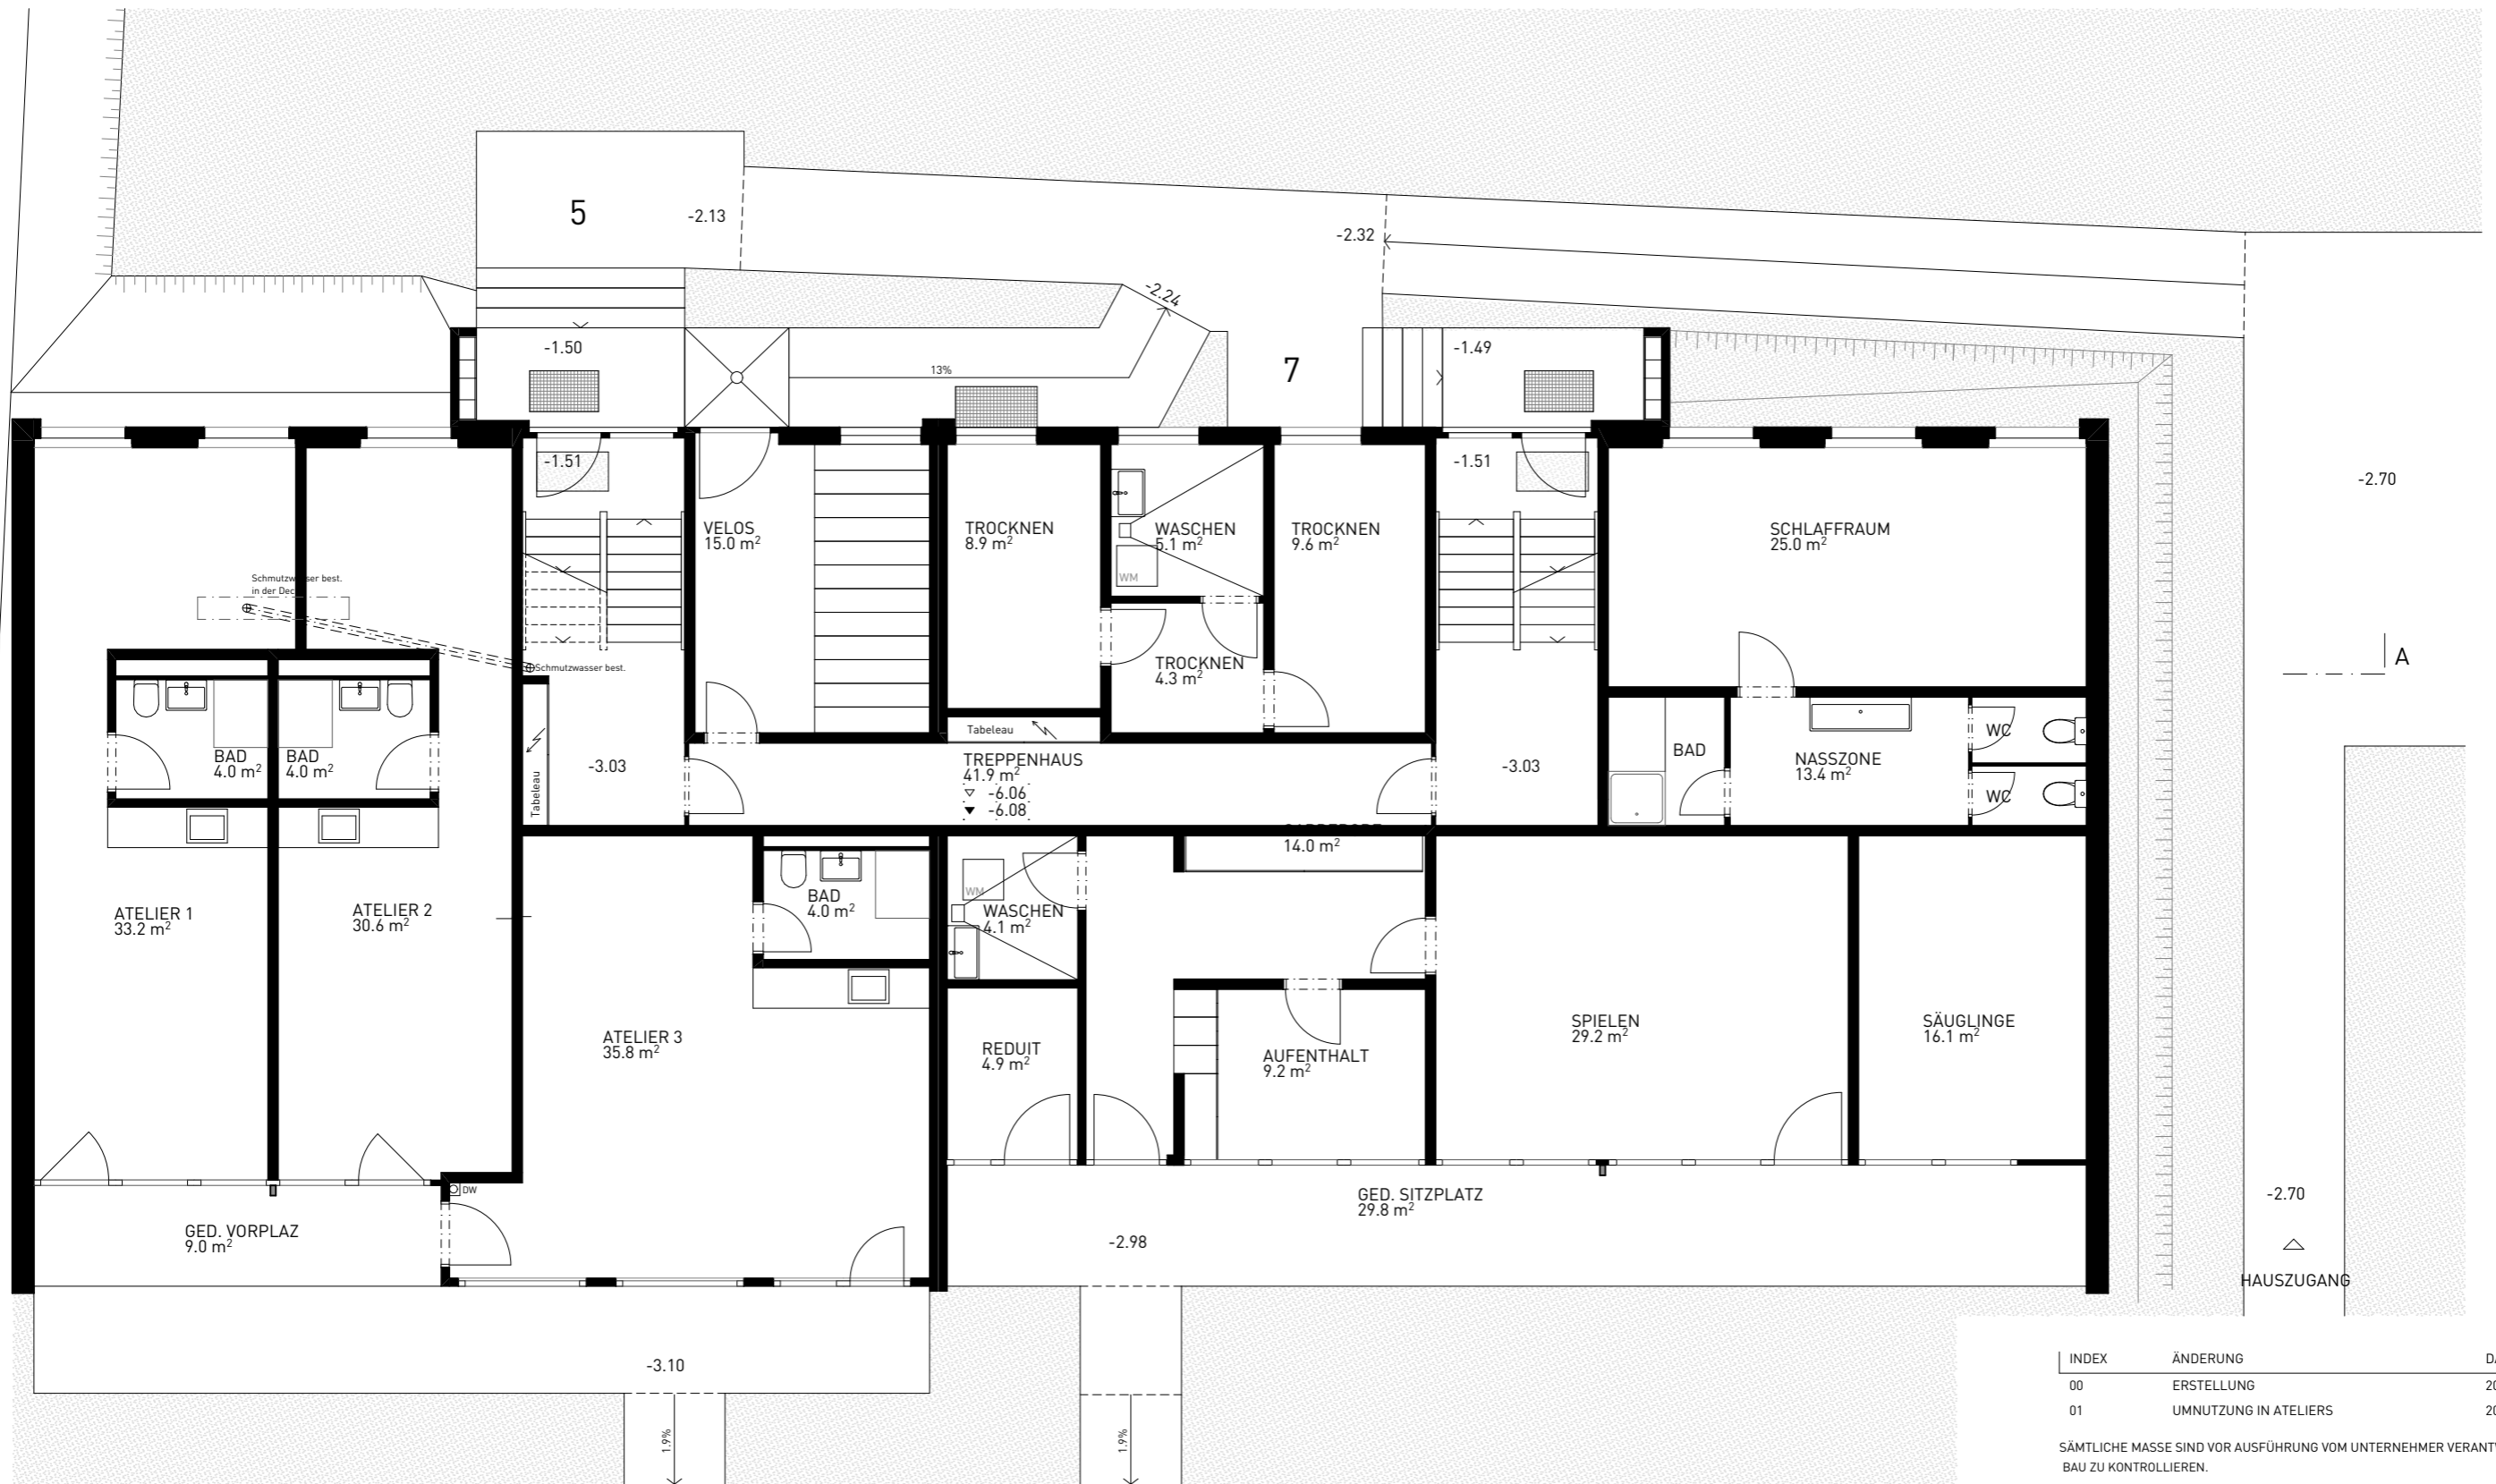 5
-2.13
-2.32
-2.24
-1.50
13%
7
-1.49
-1.51
-1.51
-2.70
VELOS
15.0 m²
TROCKNEN
8.9 m²
WASCHEN
5.1 m²
WM
TROCKNEN
9.6 m²
SCHLAFFRAUM
25.0 m²
Schmutzwasser best.
in der
Schmutzwasser best.
TROCKNEN
4.3 m²
A
BAD
4.0 m²
BAD
4.0 m²
Tabeleau
-3.03
Tabeleau
TREPPENHAUS
41.9 m²
-6.06
-6.08
-3.03
BAD
NASSZONE
13.4 m²
WC
WC
14.0 m²
ATELIER 1
33.2 m²
ATELIER 2
30.6 m²
BAD
4.0 m²
WM
WASCHEN
4.1 m²
ATELIER 3
35.8 m²
REDUIT
4.9 m²
AUFENTHALT
9.2 m²
SPIELEN
29.2 m²
SÄUGLINGE
16.1 m²
DW
GED. VORPLAZ
9.0 m²
GED. SITZPLATZ
29.8 m²
-2.98
-2.70
HAUSZUGANG
-3.10
1.9%
1.9%
INDEX ÄNDERUNG
00 ERSTELLUNG 20
01 UMNUTZUNG IN ATELIERS 20
SÄMTLICHE MASSE SIND VOR AUSFÜHRUNG VOM UNTERNEHMER
BAU ZU KONTROLLIEREN.